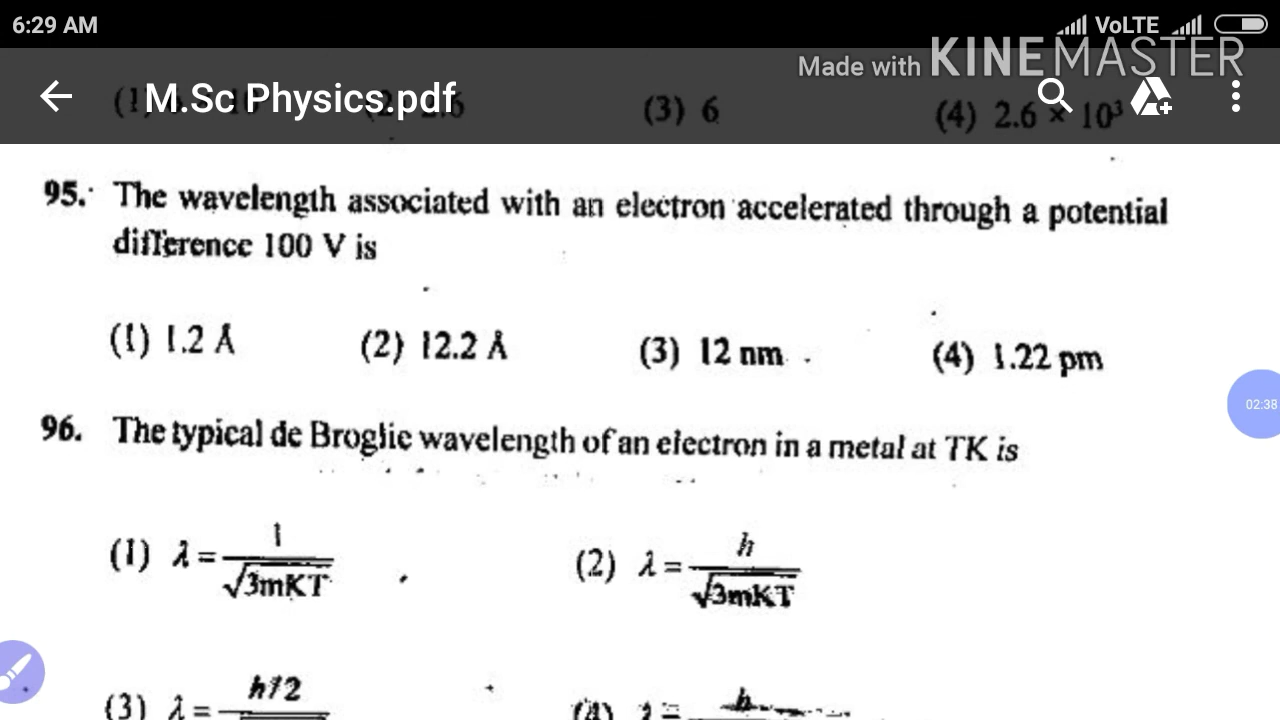 6:29 AM
VoLTE
Made with KINEMASTER
M.Sc Physics.pdf
(3) 6 (4) 2.6 × 10³
95. The wavelength associated with an electron accelerated through a potential
difference 100 V is
(1) 1.2 Å (2) 12.2 Å (3) 12 nm (4) 1.22 pm
02:38
96. The typical de Broglie wavelength of an electron in a metal at TK is
(1) λ = 1/√3mKT (2) λ = h/√3mKT
(3) λ = h/2 (4) λ = h